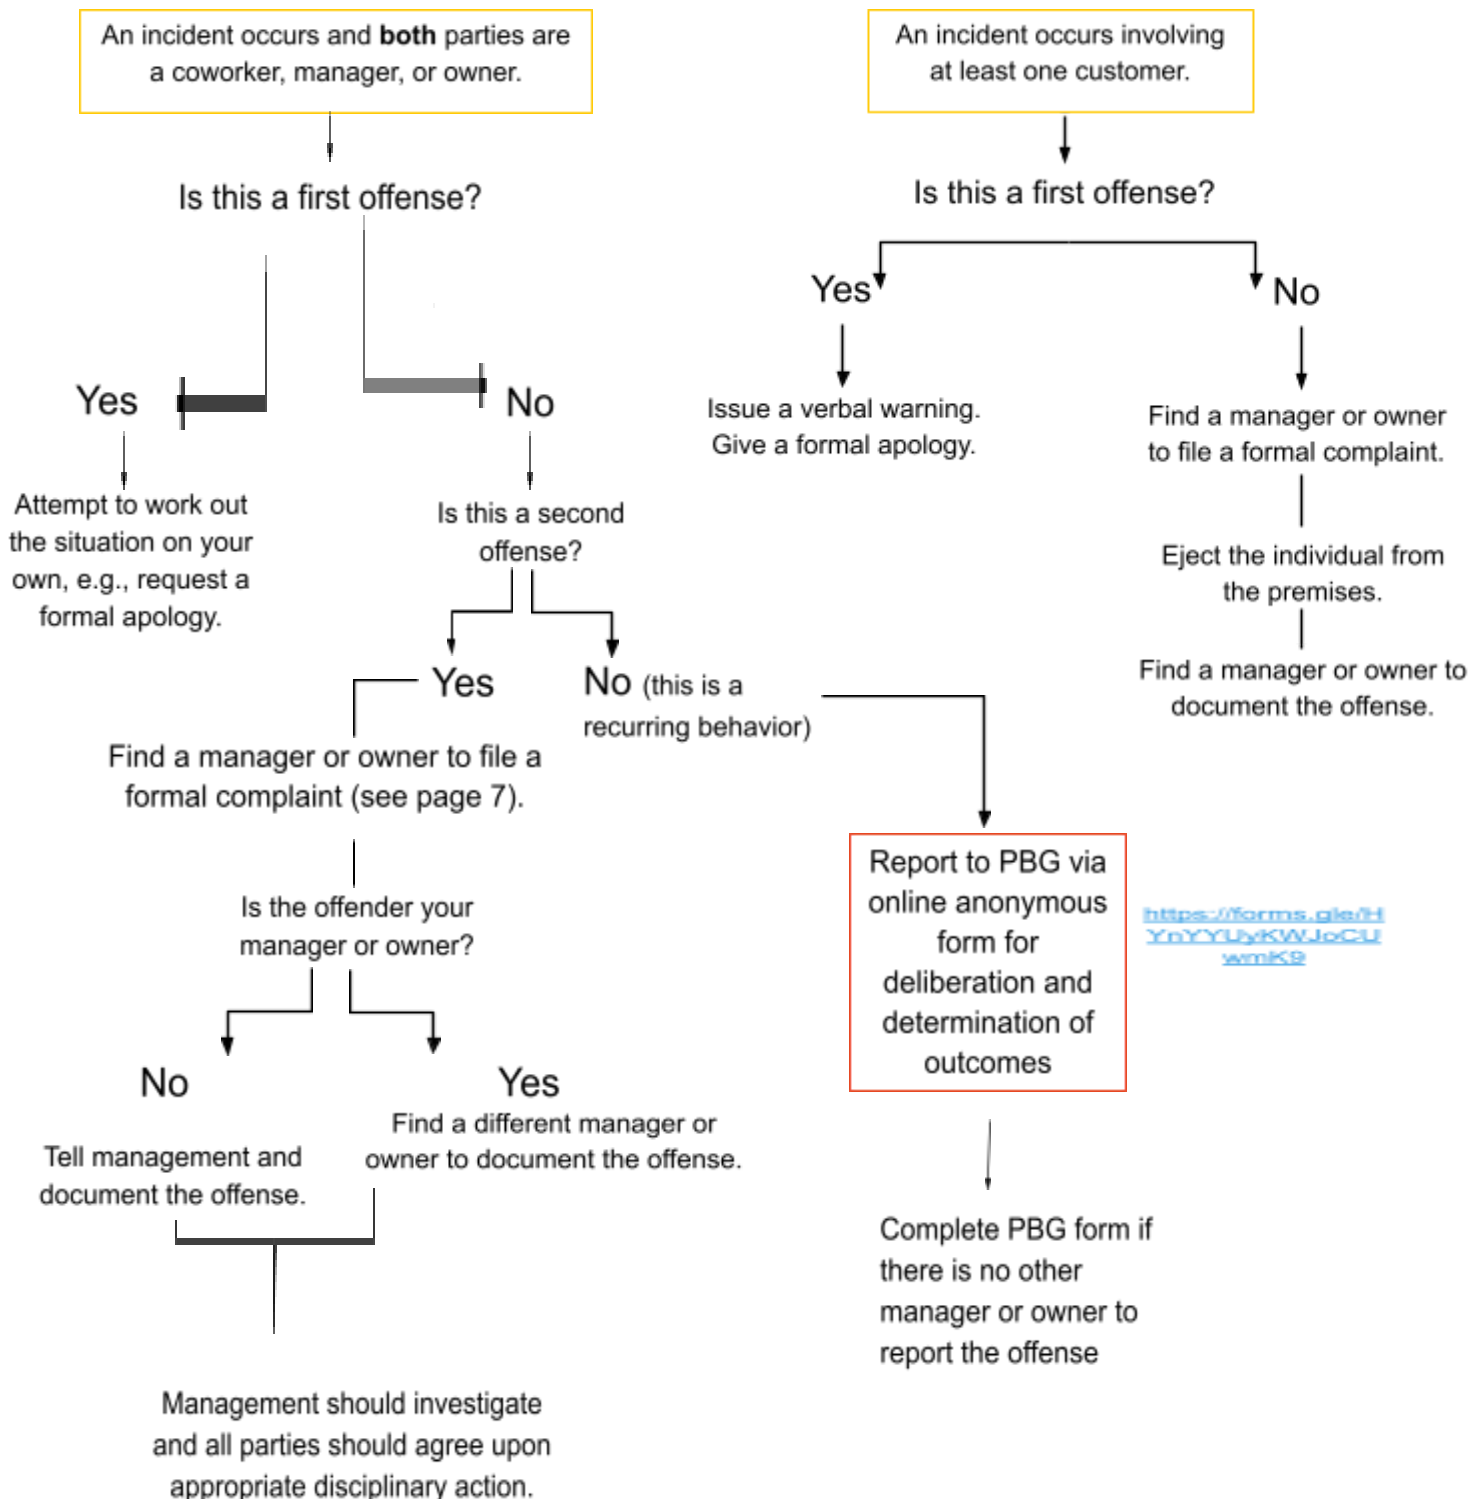 An incident occurs and both parties are
a coworker, manager, or owner.
Is this a first offense?
Yes
No
Attempt to work out
the situation on your
own, e.g., request a
formal apology.
Is this a second
offense?
Yes
No (this is a
recurring behavior)
Find a manager or owner to file a
formal complaint (see page 7).
Is the offender your
manager or owner?
No
Yes
Tell management and
document the offense.
Find a different manager or
owner to document the offense.
Management should investigate
and all parties should agree upon
appropriate disciplinary action.
Report to PBG via
online anonymous
form for
deliberation and
determination of
outcomes
https://forms.gle/H
YnYYUyKWJoCU
wmK9
Complete PBG form if
there is no other
manager or owner to
report the offense
An incident occurs involving
at least one customer.
Is this a first offense?
Yes
No
Issue a verbal warning.
Give a formal apology.
Find a manager or owner
to file a formal complaint.
Eject the individual from
the premises.
Find a manager or owner to
document the offense.